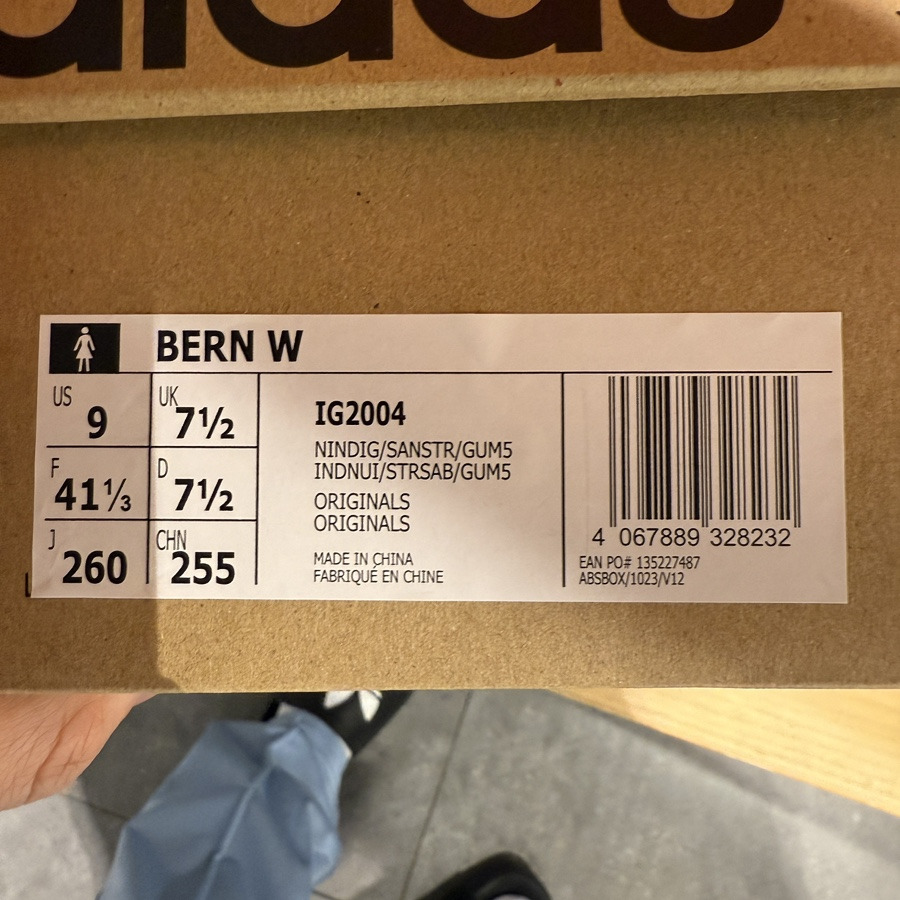 adidas
BERN W
US
9
UK
7½
F
41⅓
D
7½
J
260
CHN
255
IG2004
NINDIG/SANSTR/GUM5
INDNUI/STRSAB/GUM5
ORIGINALS
ORIGINALS
MADE IN CHINA
FABRIQUÉ EN CHINE
4 067889 328232
EAN PO# 135227487
ABSBOX/1023/V12